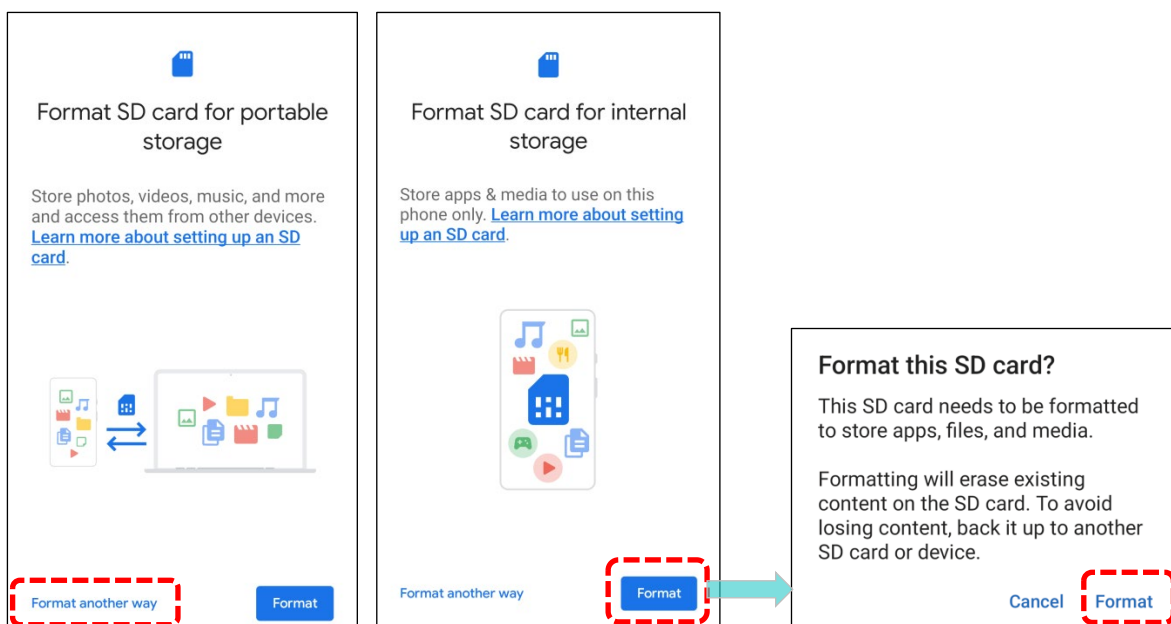 Format SD card for portable
storage
Store photos, videos, music, and more
and access them from other devices.
Learn more about setting up an SD
card.
Format another way
Format
Format SD card for internal
storage
Store apps & media to use on this
phone only. Learn more about setting
up an SD card.
Format another way
Format
Format this SD card?
This SD card needs to be formatted
to store apps, files, and media.
Formatting will erase existing
content on the SD card. To avoid
losing content, back it up to another
SD card or device.
Cancel
Format